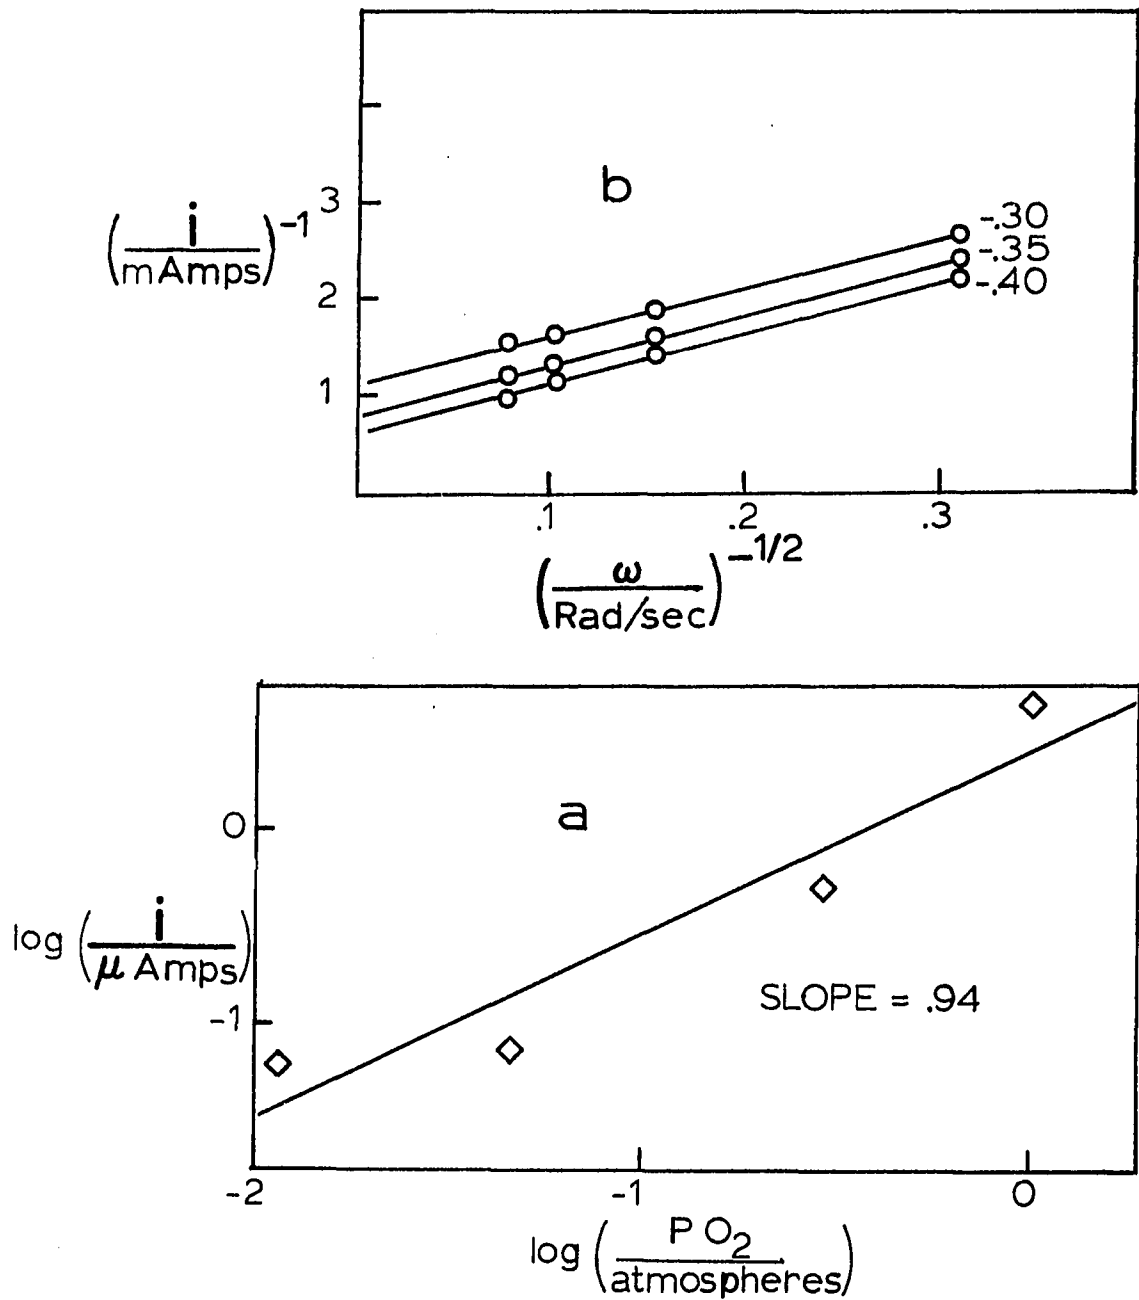 b
3
2
1
(i/mAmps)^-1
-.30
-.35
-.40
.1 .2 .3
(ω/Rad/sec)^-1/2
a
0
-1
log (i/μ Amps)
SLOPE = .94
-2 -1 0
log (P O2/atmospheres)